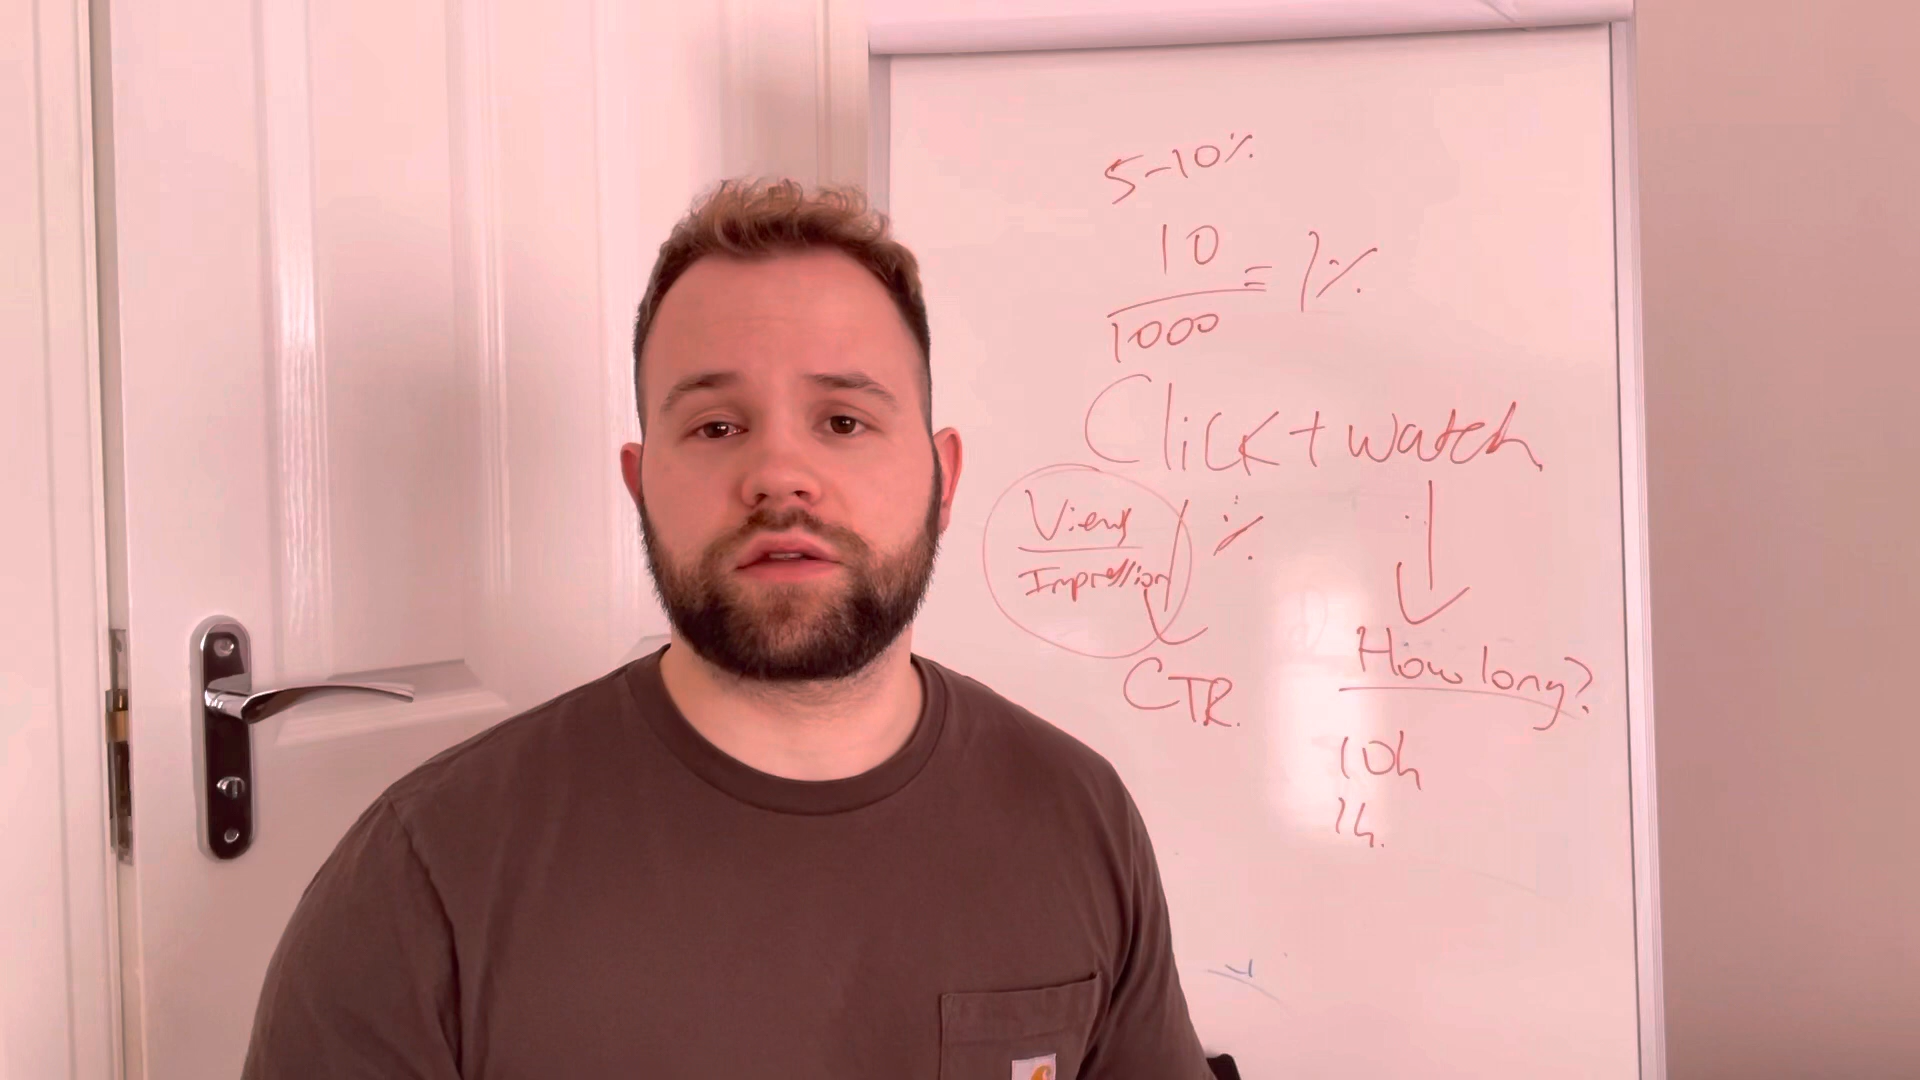 5-10%
10
1000
= 1%
Click + watch
Views
Impression
%
How long?
CTR.
10h
1h.